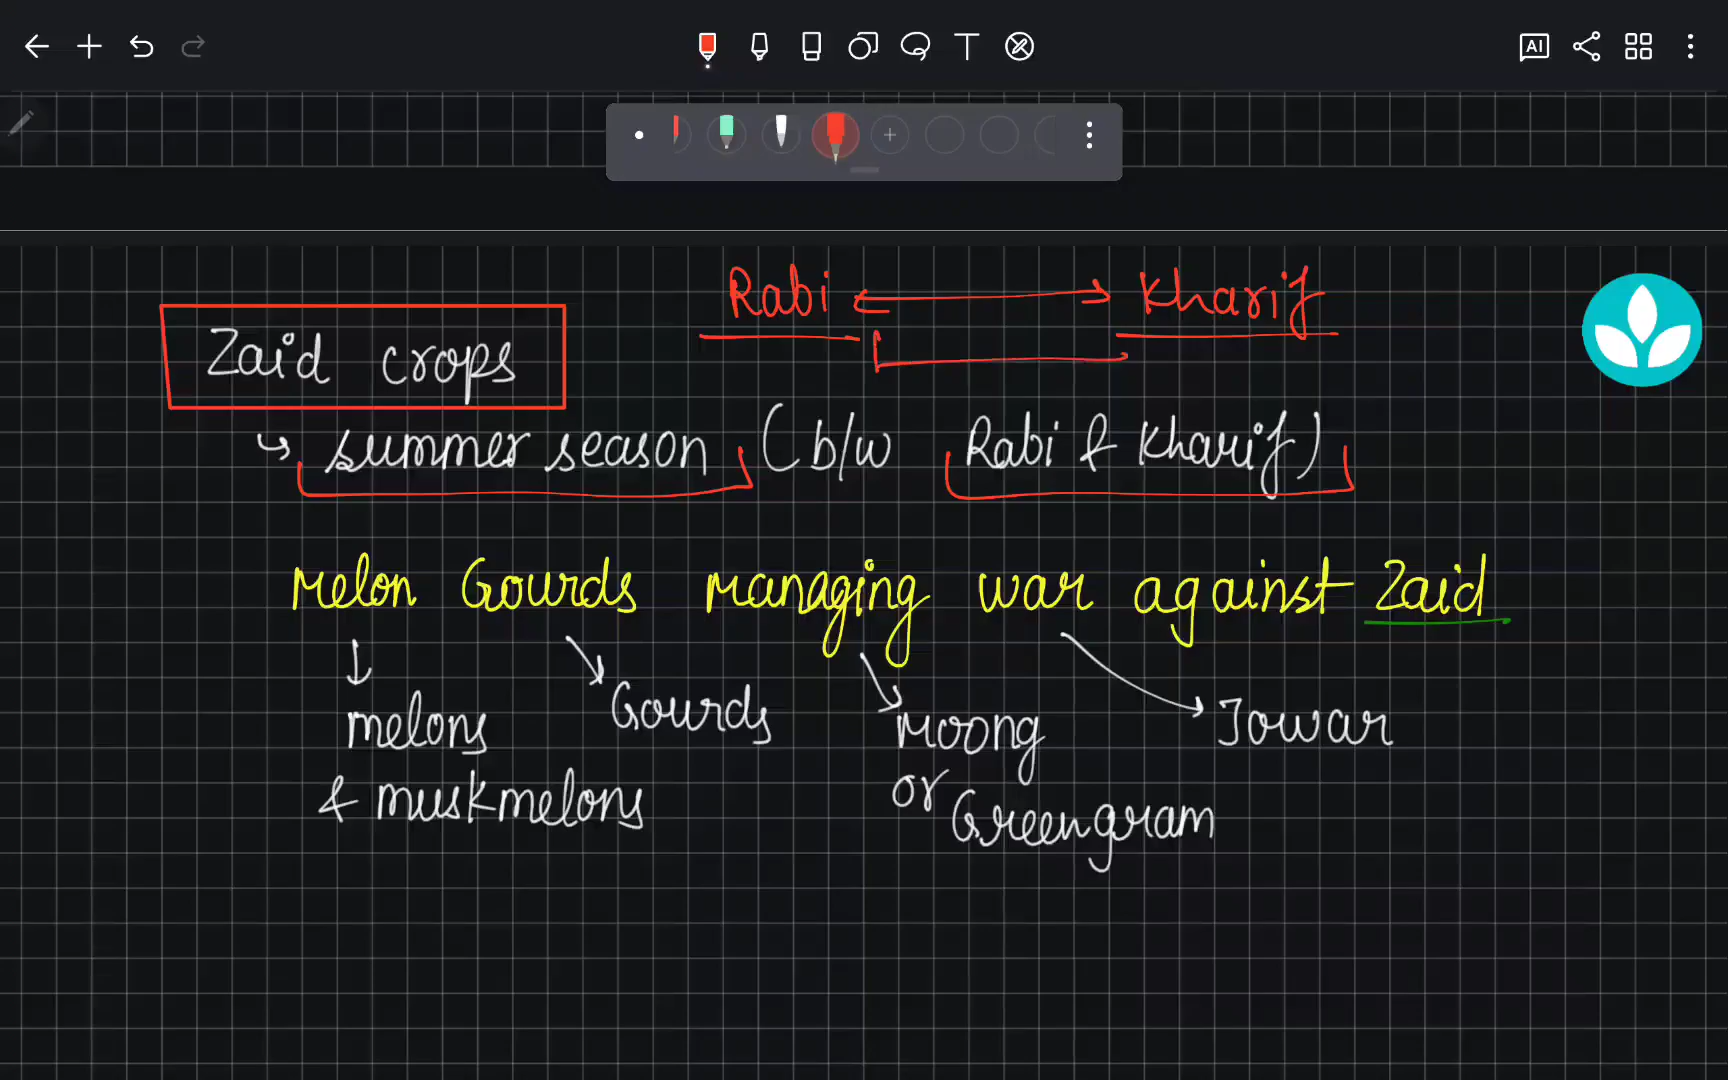 AI
T
Rabi Kharif
Zaid crops
summer season (b/w Rabi & Kharif)
Melon Gourds Managing war against Zaid
melons Gourds Moong Jowar
& muskmelons or Greengram